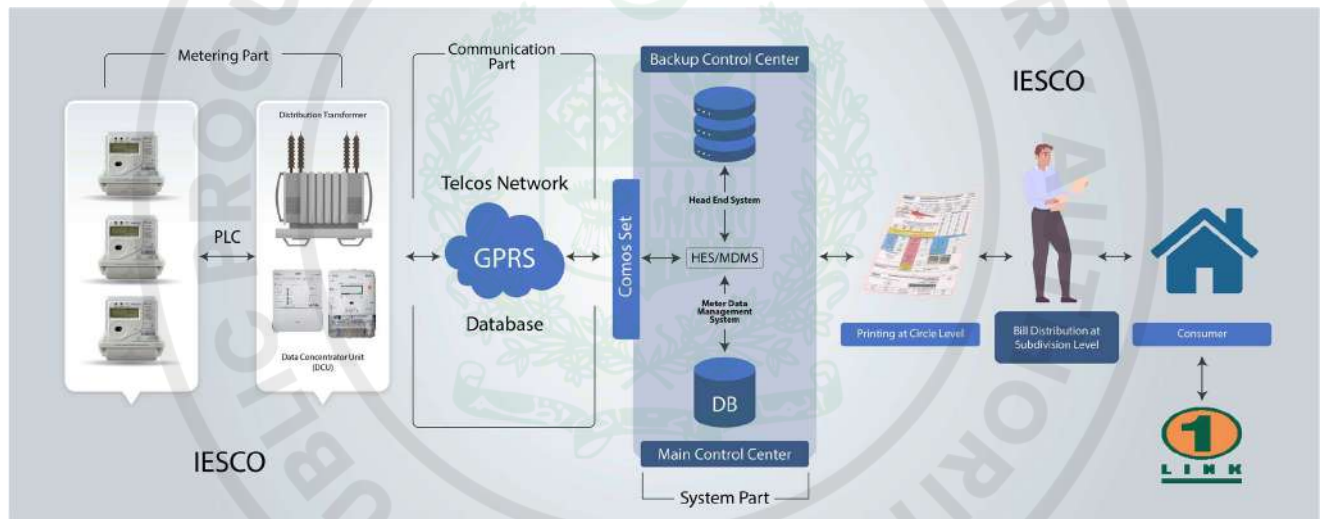 Metering Part
Distribution Transformer
PLC
Data Concentrator Unit
(DCU)
IESCO
Communication
Part
Telcos Network
GPRS
Database
Comos Set
Backup Control Center
Head End System
HES/MDMS
Meter Data
Management
System
DB
Main Control Center
System Part
IESCO
Printing at Circle Level
Bill Distribution at
Subdivision Level
Consumer
1
LINK